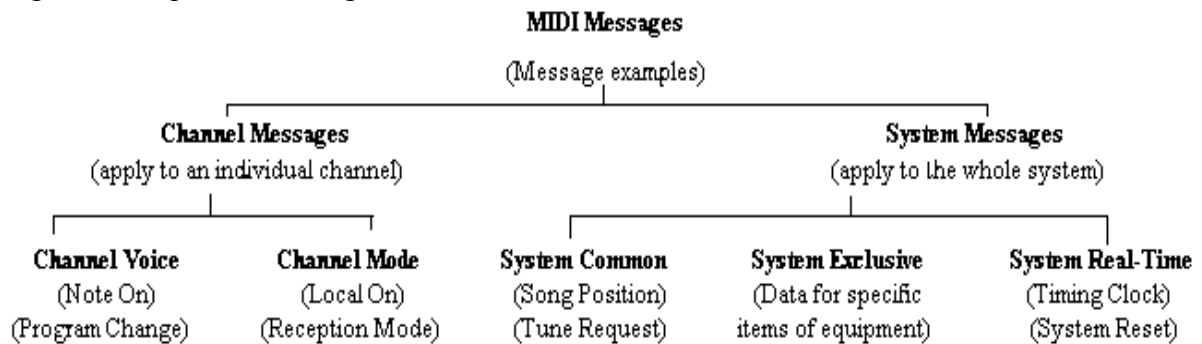 MIDI Messages
(Message examples)
Channel Messages
(apply to an individual channel)
System Messages
(apply to the whole system)
Channel Voice
(Note On)
(Program Change)
Channel Mode
(Local On)
(Reception Mode)
System Common
(Song Position)
(Tune Request)
System Exclusive
(Data for specific
items of equipment)
System Real-Time
(Timing Clock)
(System Reset)